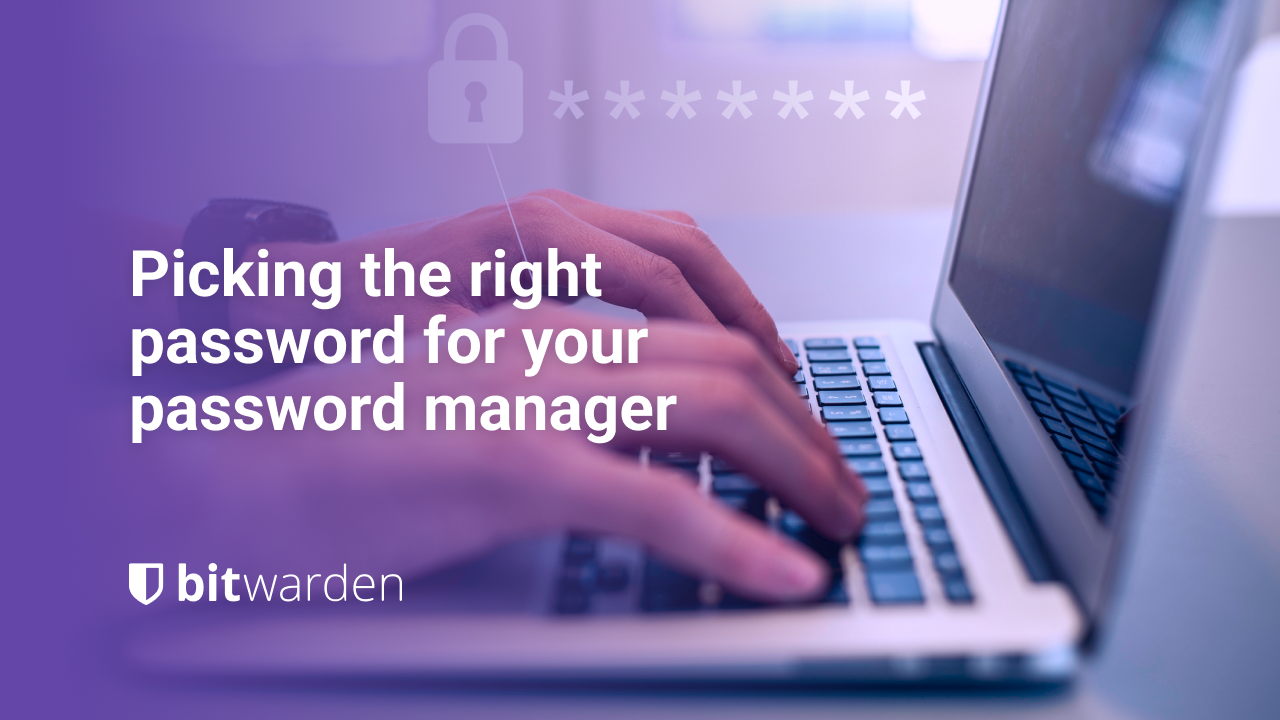 *******
Picking the right
password for your
password manager
bitwarden